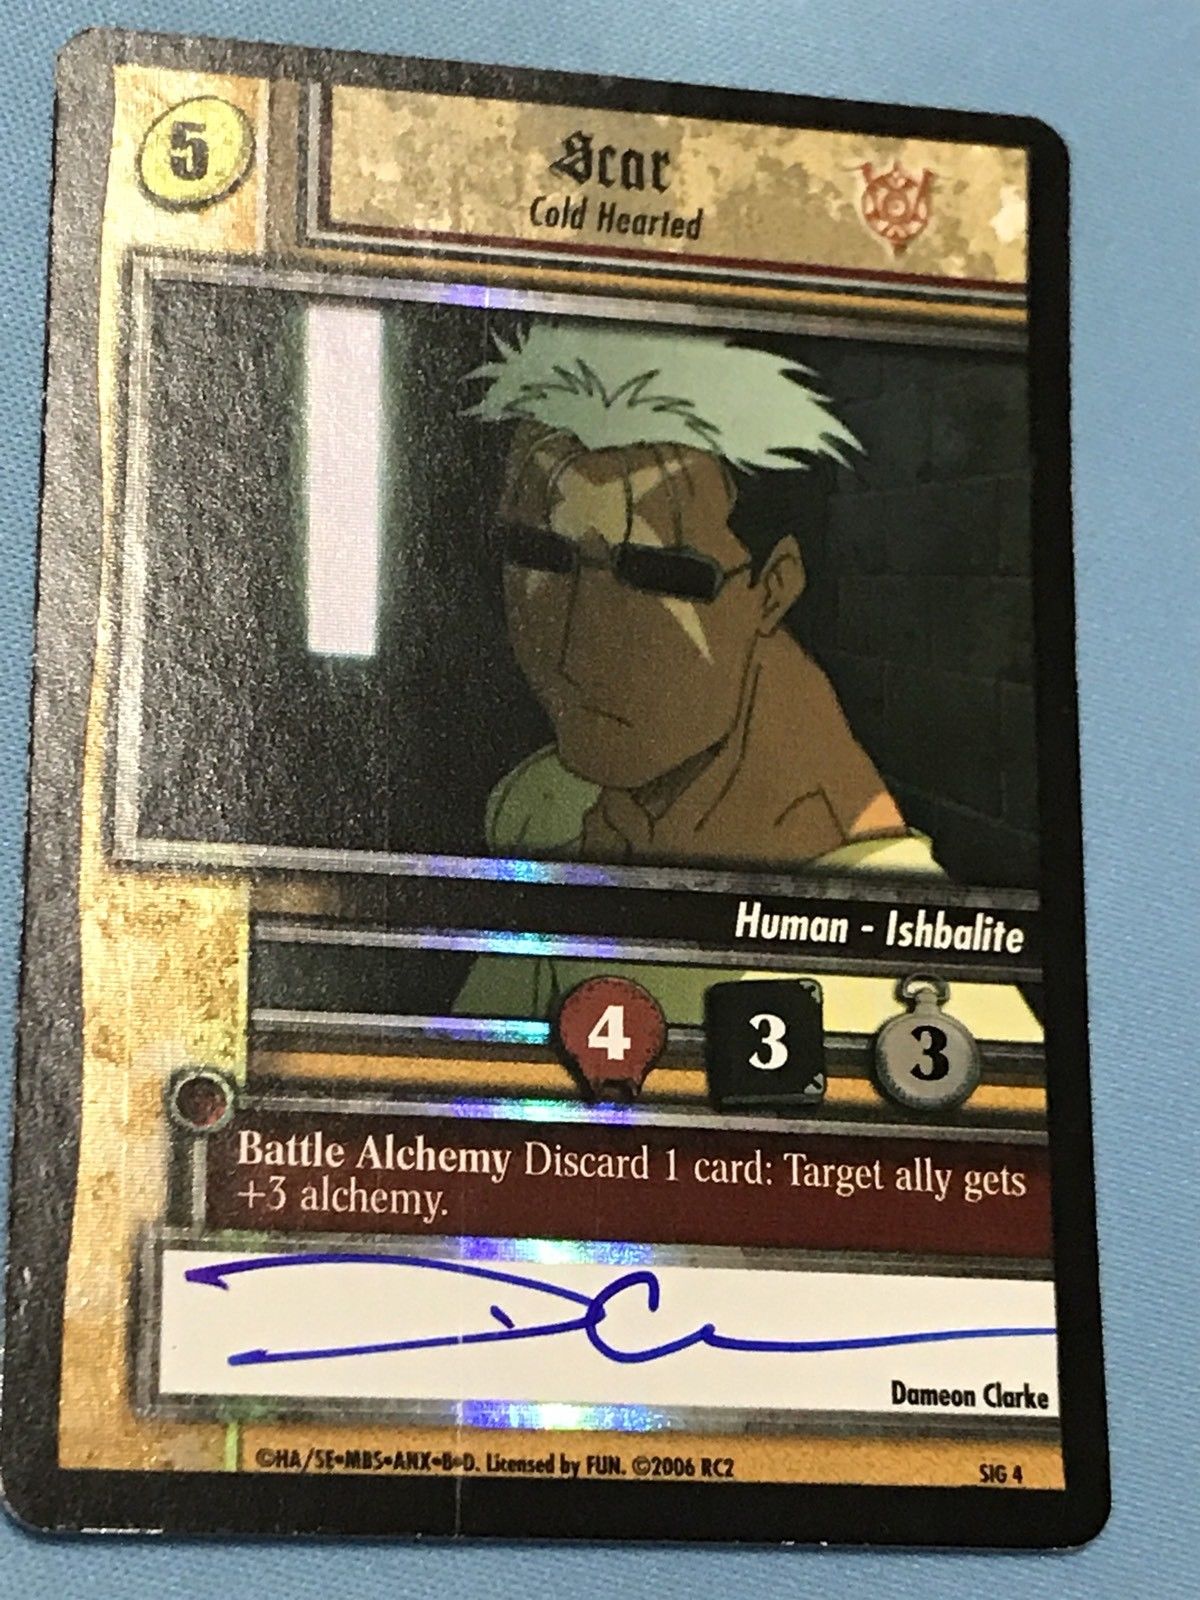 5
Scar
Cold Hearted
Human - Ishbalite
4 3 3
Battle Alchemy Discard 1 card: Target ally gets
+3 alchemy.
DC
Dameon Clarke
©HA/SE•MBS•ANX•B•D. Licensed by FUN. ©2006 RC2
SIG 4